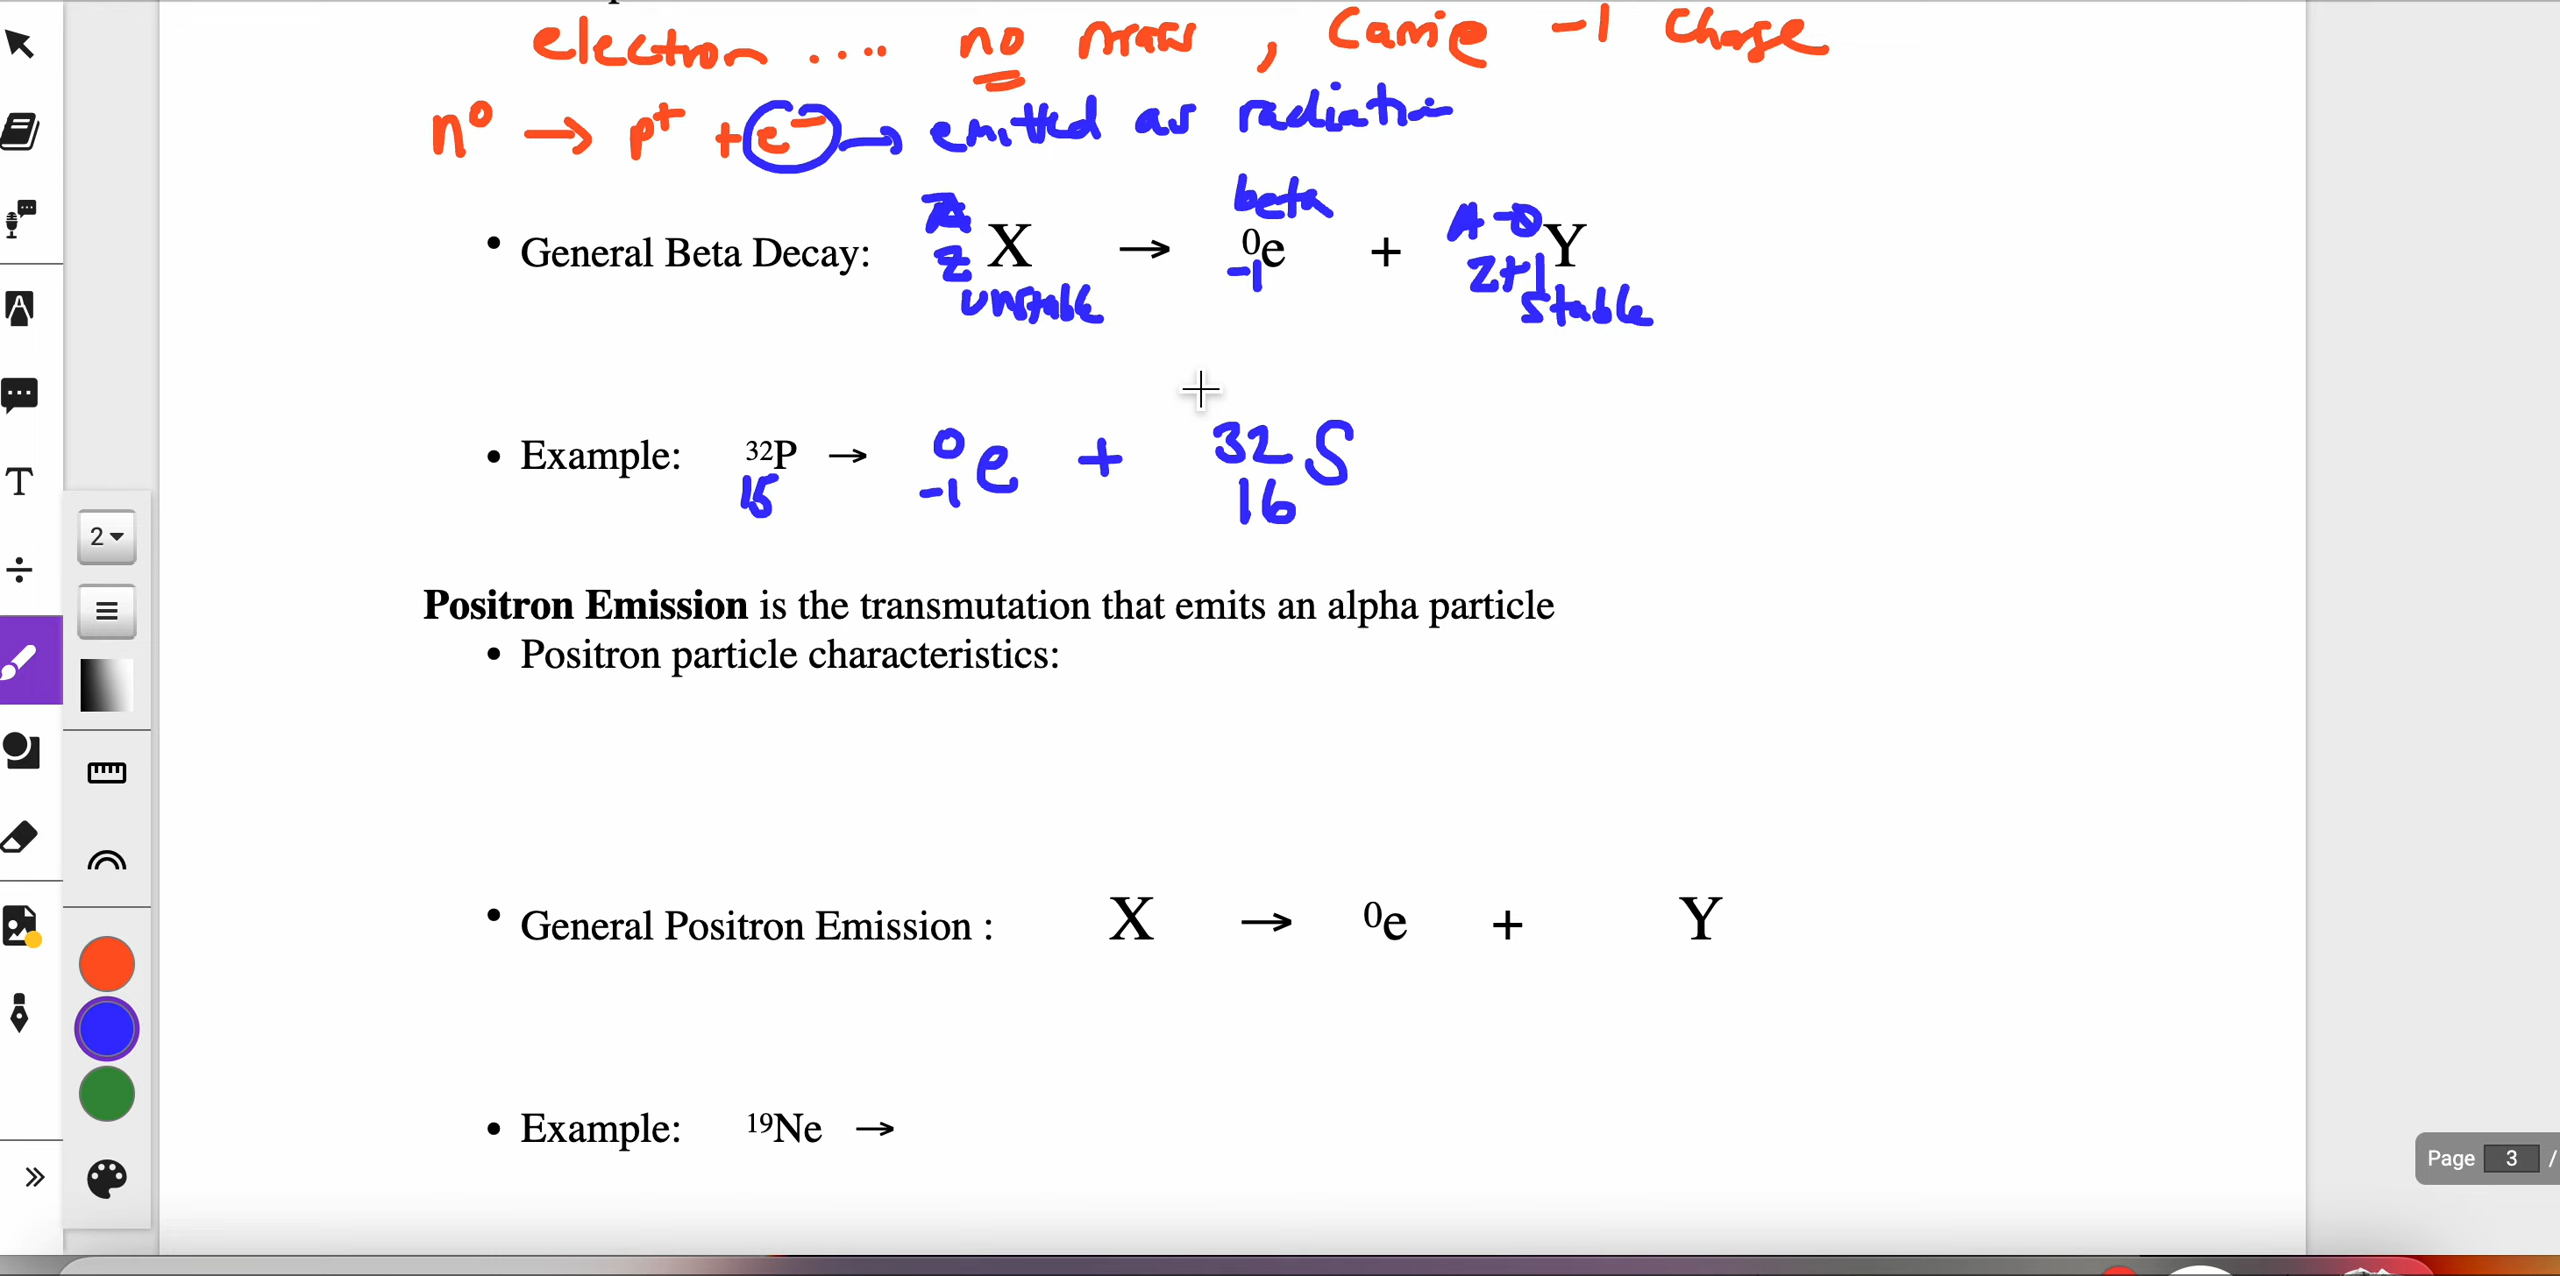 electron .... no mass , carrie -1 charge
n⁰ → p⁺ + e⁻ → emitted as radiation
beta
• General Beta Decay: A Z X → 0 -1 e + A-0 Z+1 Y
unstable stable
• Example: ³²P 15 → 0 -1 e + 32 16 S
Positron Emission is the transmutation that emits an alpha particle
• Positron particle characteristics:
• General Positron Emission : X → ⁰e + Y
• Example: ¹⁹Ne →
2
T
÷
A
Page 3 /